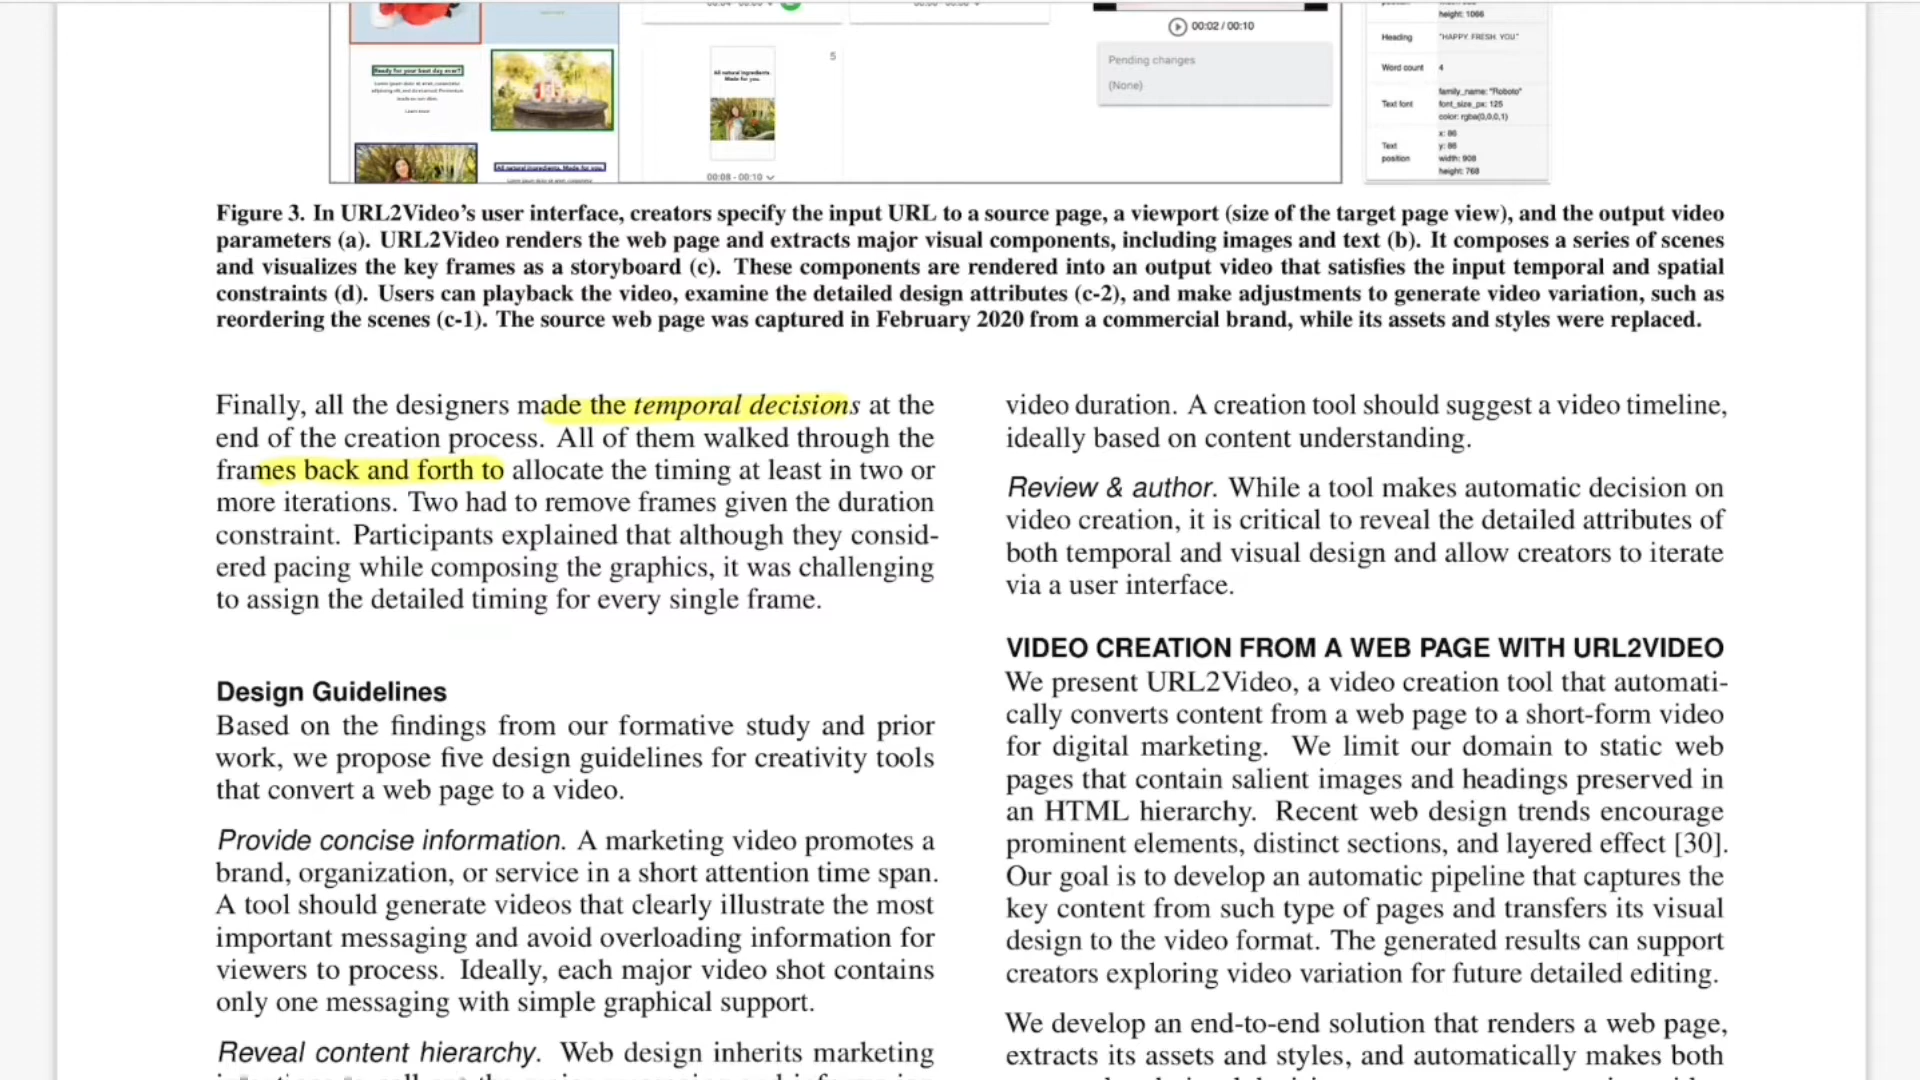 height: 1066
Heading "HAPPY. FRESH. YOU."
Word count 4
Text font
family_name: "Roboto"
font_size_px: 125
color: rgba(0,0,0,1)
Text position
x: 86
y: 86
width: 908
height: 768
00:02 / 00:10
Pending changes
(None)
5
All natural ingredients.
Made for you.
00:08 - 00:10
Ready for your best day ever?
Learn more
All natural ingredients. Made for you.
Figure 3. In URL2Video’s user interface, creators specify the input URL to a source page, a viewport (size of the target page view), and the output video
parameters (a). URL2Video renders the web page and extracts major visual components, including images and text (b). It composes a series of scenes
and visualizes the key frames as a storyboard (c). These components are rendered into an output video that satisfies the input temporal and spatial
constraints (d). Users can playback the video, examine the detailed design attributes (c-2), and make adjustments to generate video variation, such as
reordering the scenes (c-1). The source web page was captured in February 2020 from a commercial brand, while its assets and styles were replaced.
Finally, all the designers made the temporal decisions at the
end of the creation process. All of them walked through the
frames back and forth to allocate the timing at least in two or
more iterations. Two had to remove frames given the duration
constraint. Participants explained that although they consid-
ered pacing while composing the graphics, it was challenging
to assign the detailed timing for every single frame.
Design Guidelines
Based on the findings from our formative study and prior
work, we propose five design guidelines for creativity tools
that convert a web page to a video.
Provide concise information. A marketing video promotes a
brand, organization, or service in a short attention time span.
A tool should generate videos that clearly illustrate the most
important messaging and avoid overloading information for
viewers to process. Ideally, each major video shot contains
only one messaging with simple graphical support.
Reveal content hierarchy. Web design inherits marketing
video duration. A creation tool should suggest a video timeline,
ideally based on content understanding.
Review & author. While a tool makes automatic decision on
video creation, it is critical to reveal the detailed attributes of
both temporal and visual design and allow creators to iterate
via a user interface.
VIDEO CREATION FROM A WEB PAGE WITH URL2VIDEO
We present URL2Video, a video creation tool that automati-
cally converts content from a web page to a short-form video
for digital marketing. We limit our domain to static web
pages that contain salient images and headings preserved in
an HTML hierarchy. Recent web design trends encourage
prominent elements, distinct sections, and layered effect [30].
Our goal is to develop an automatic pipeline that captures the
key content from such type of pages and transfers its visual
design to the video format. The generated results can support
creators exploring video variation for future detailed editing.
We develop an end-to-end solution that renders a web page,
extracts its assets and styles, and automatically makes both